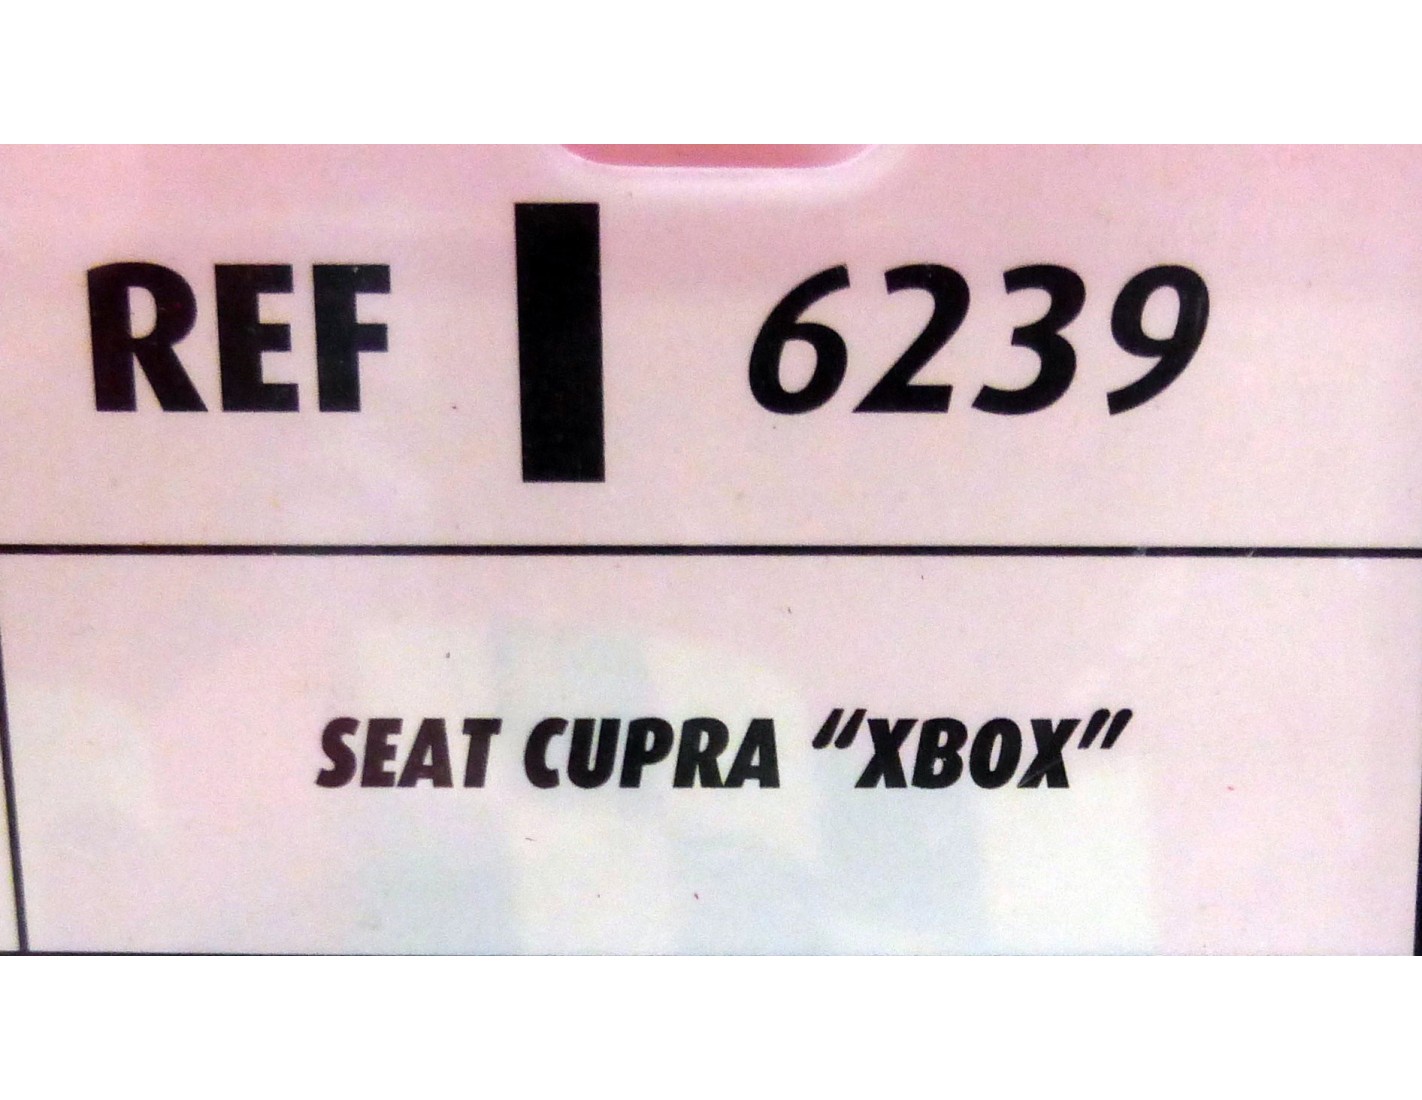 REF 6239
SEAT CUPRA “XBOX”